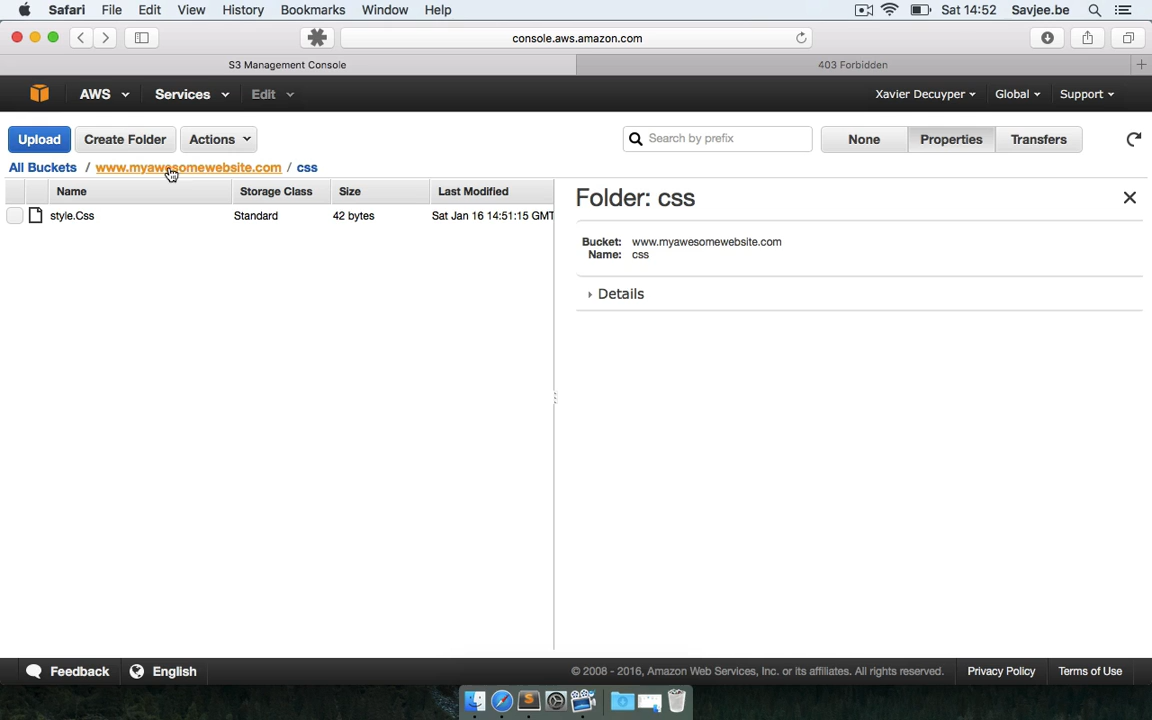 Safari File Edit View History Bookmarks Window Help Sat 14:52 Savjee.be
console.aws.amazon.com
S3 Management Console 403 Forbidden
AWS Services Edit Xavier Decuyper Global Support
Upload Create Folder Actions Search by prefix None Properties Transfers
All Buckets / www.myawesomewebsite.com / css
Name Storage Class Size Last Modified
style.Css Standard 42 bytes Sat Jan 16 14:51:15 GMT
Folder: css
Bucket: www.myawesomewebsite.com
Name: css
Details
Feedback English © 2008 - 2016, Amazon Web Services, Inc. or its affiliates. All rights reserved. Privacy Policy Terms of Use